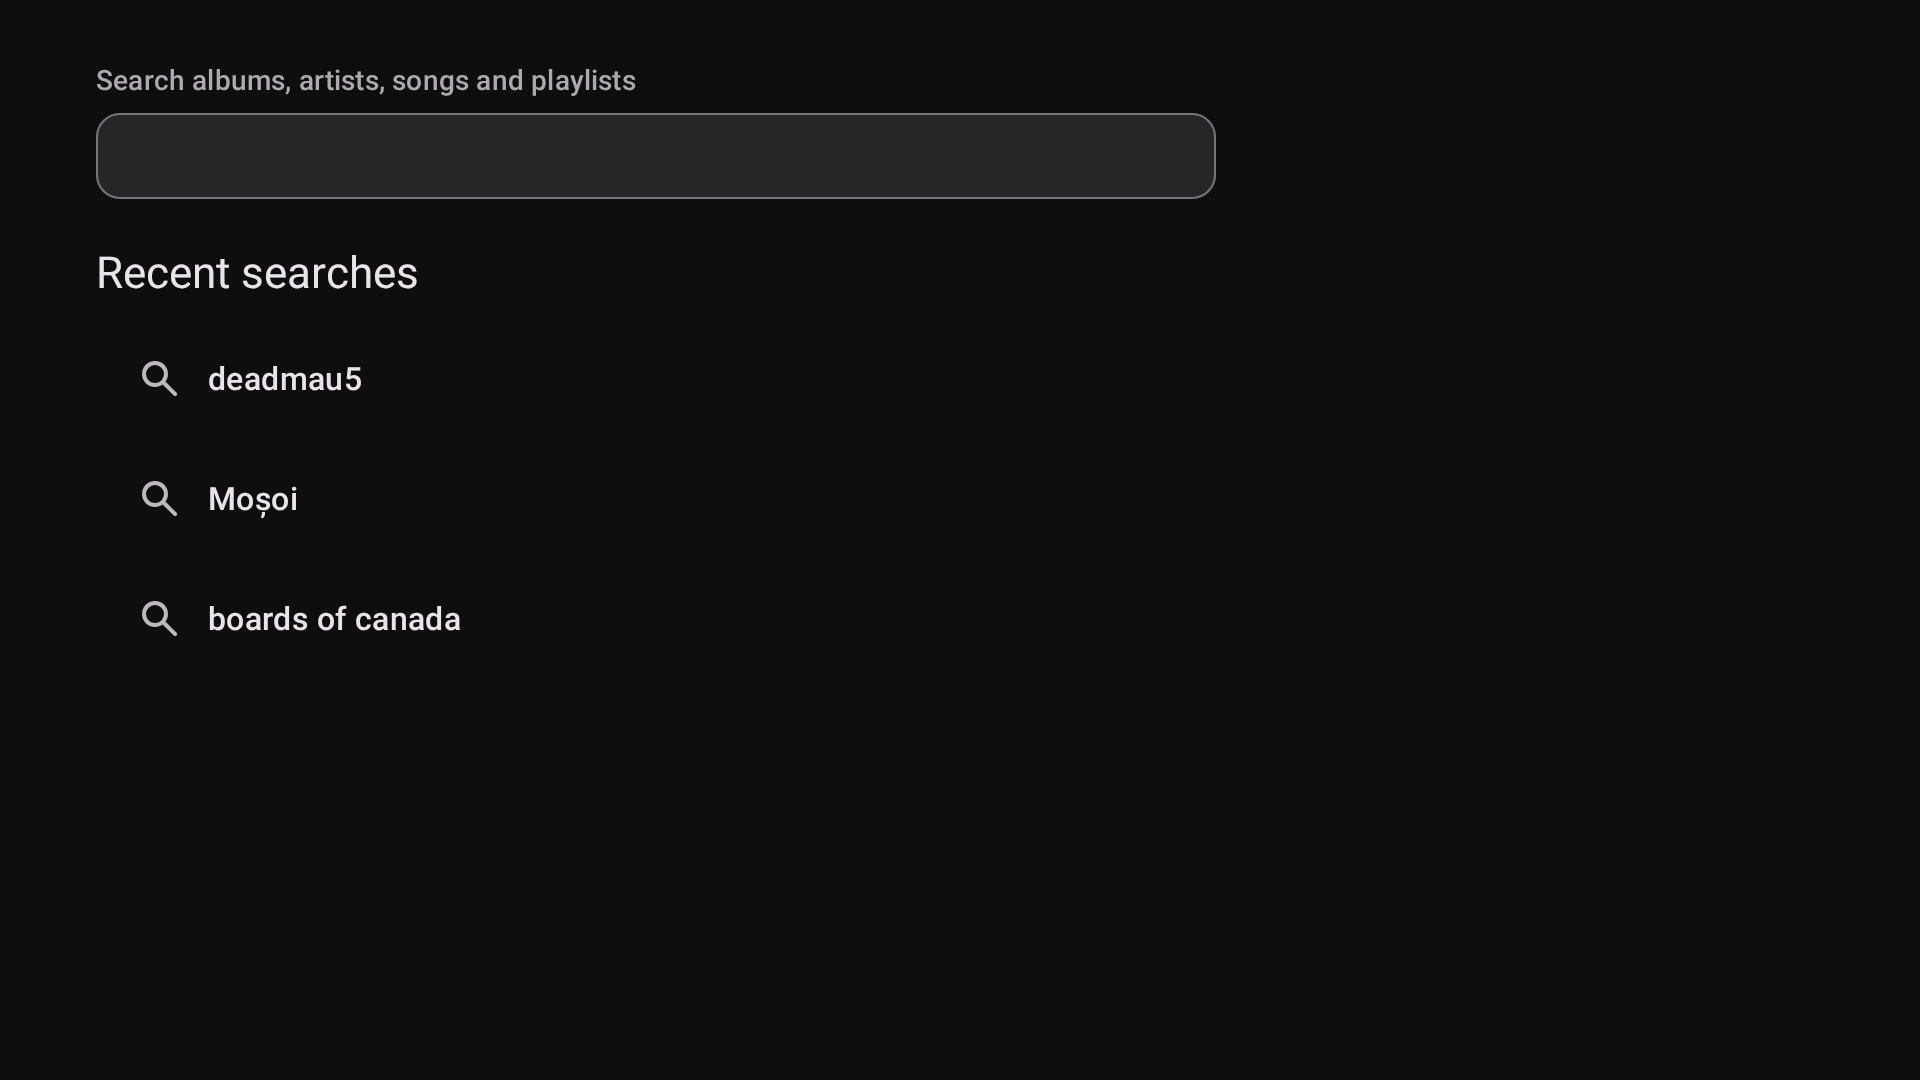 Search albums, artists, songs and playlists
Recent searches
deadmau5
Moșoi
boards of canada